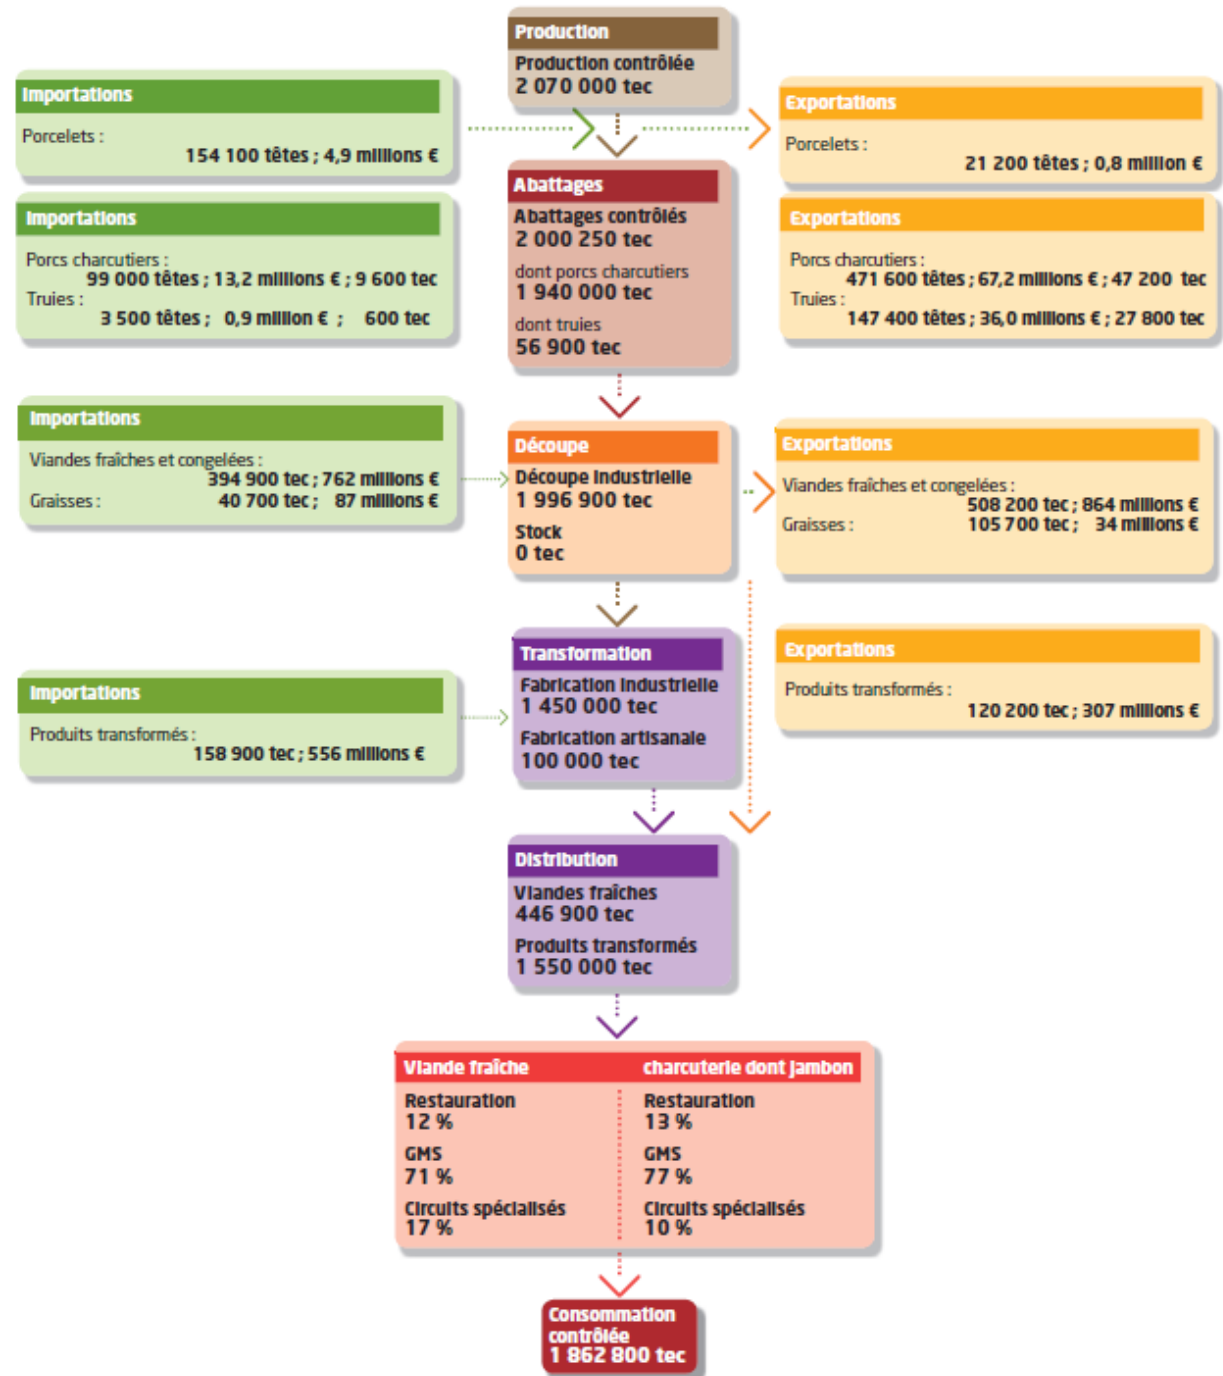 Production
Production contrôlée
2 070 000 tec
Importations
Porcelets :
154 100 têtes ; 4,9 millions €
Exportations
Porcelets :
21 200 têtes ; 0,8 million €
Abattages
Abattages contrôlés
2 000 250 tec
dont porcs charcutiers
1 940 000 tec
dont truies
56 900 tec
Importations
Porcs charcutiers :
99 000 têtes ; 13,2 millions € ; 9 600 tec
Truies :
3 500 têtes ; 0,9 million € ; 600 tec
Exportations
Porcs charcutiers :
471 600 têtes ; 67,2 millions € ; 47 200 tec
Truies :
147 400 têtes ; 36,0 millions € ; 27 800 tec
Importations
Viandes fraîches et congelées :
394 900 tec ; 762 millions €
Graisses : 40 700 tec ; 87 millions €
Découpe
Découpe industrielle
1 996 900 tec
Stock
0 tec
Exportations
Viandes fraîches et congelées :
508 200 tec ; 864 millions €
Graisses : 105 700 tec ; 34 millions €
Transformation
Fabrication industrielle
1 450 000 tec
Fabrication artisanale
100 000 tec
Importations
Produits transformés :
158 900 tec ; 556 millions €
Exportations
Produits transformés :
120 200 tec ; 307 millions €
Distribution
Viandes fraîches
446 900 tec
Produits transformés
1 550 000 tec
Viande fraîche
Restauration
12 %
GMS
71 %
Circuits spécialisés
17 %
charcuterie dont jambon
Restauration
13 %
GMS
77 %
Circuits spécialisés
10 %
Consommation
contrôlée
1 862 800 tec